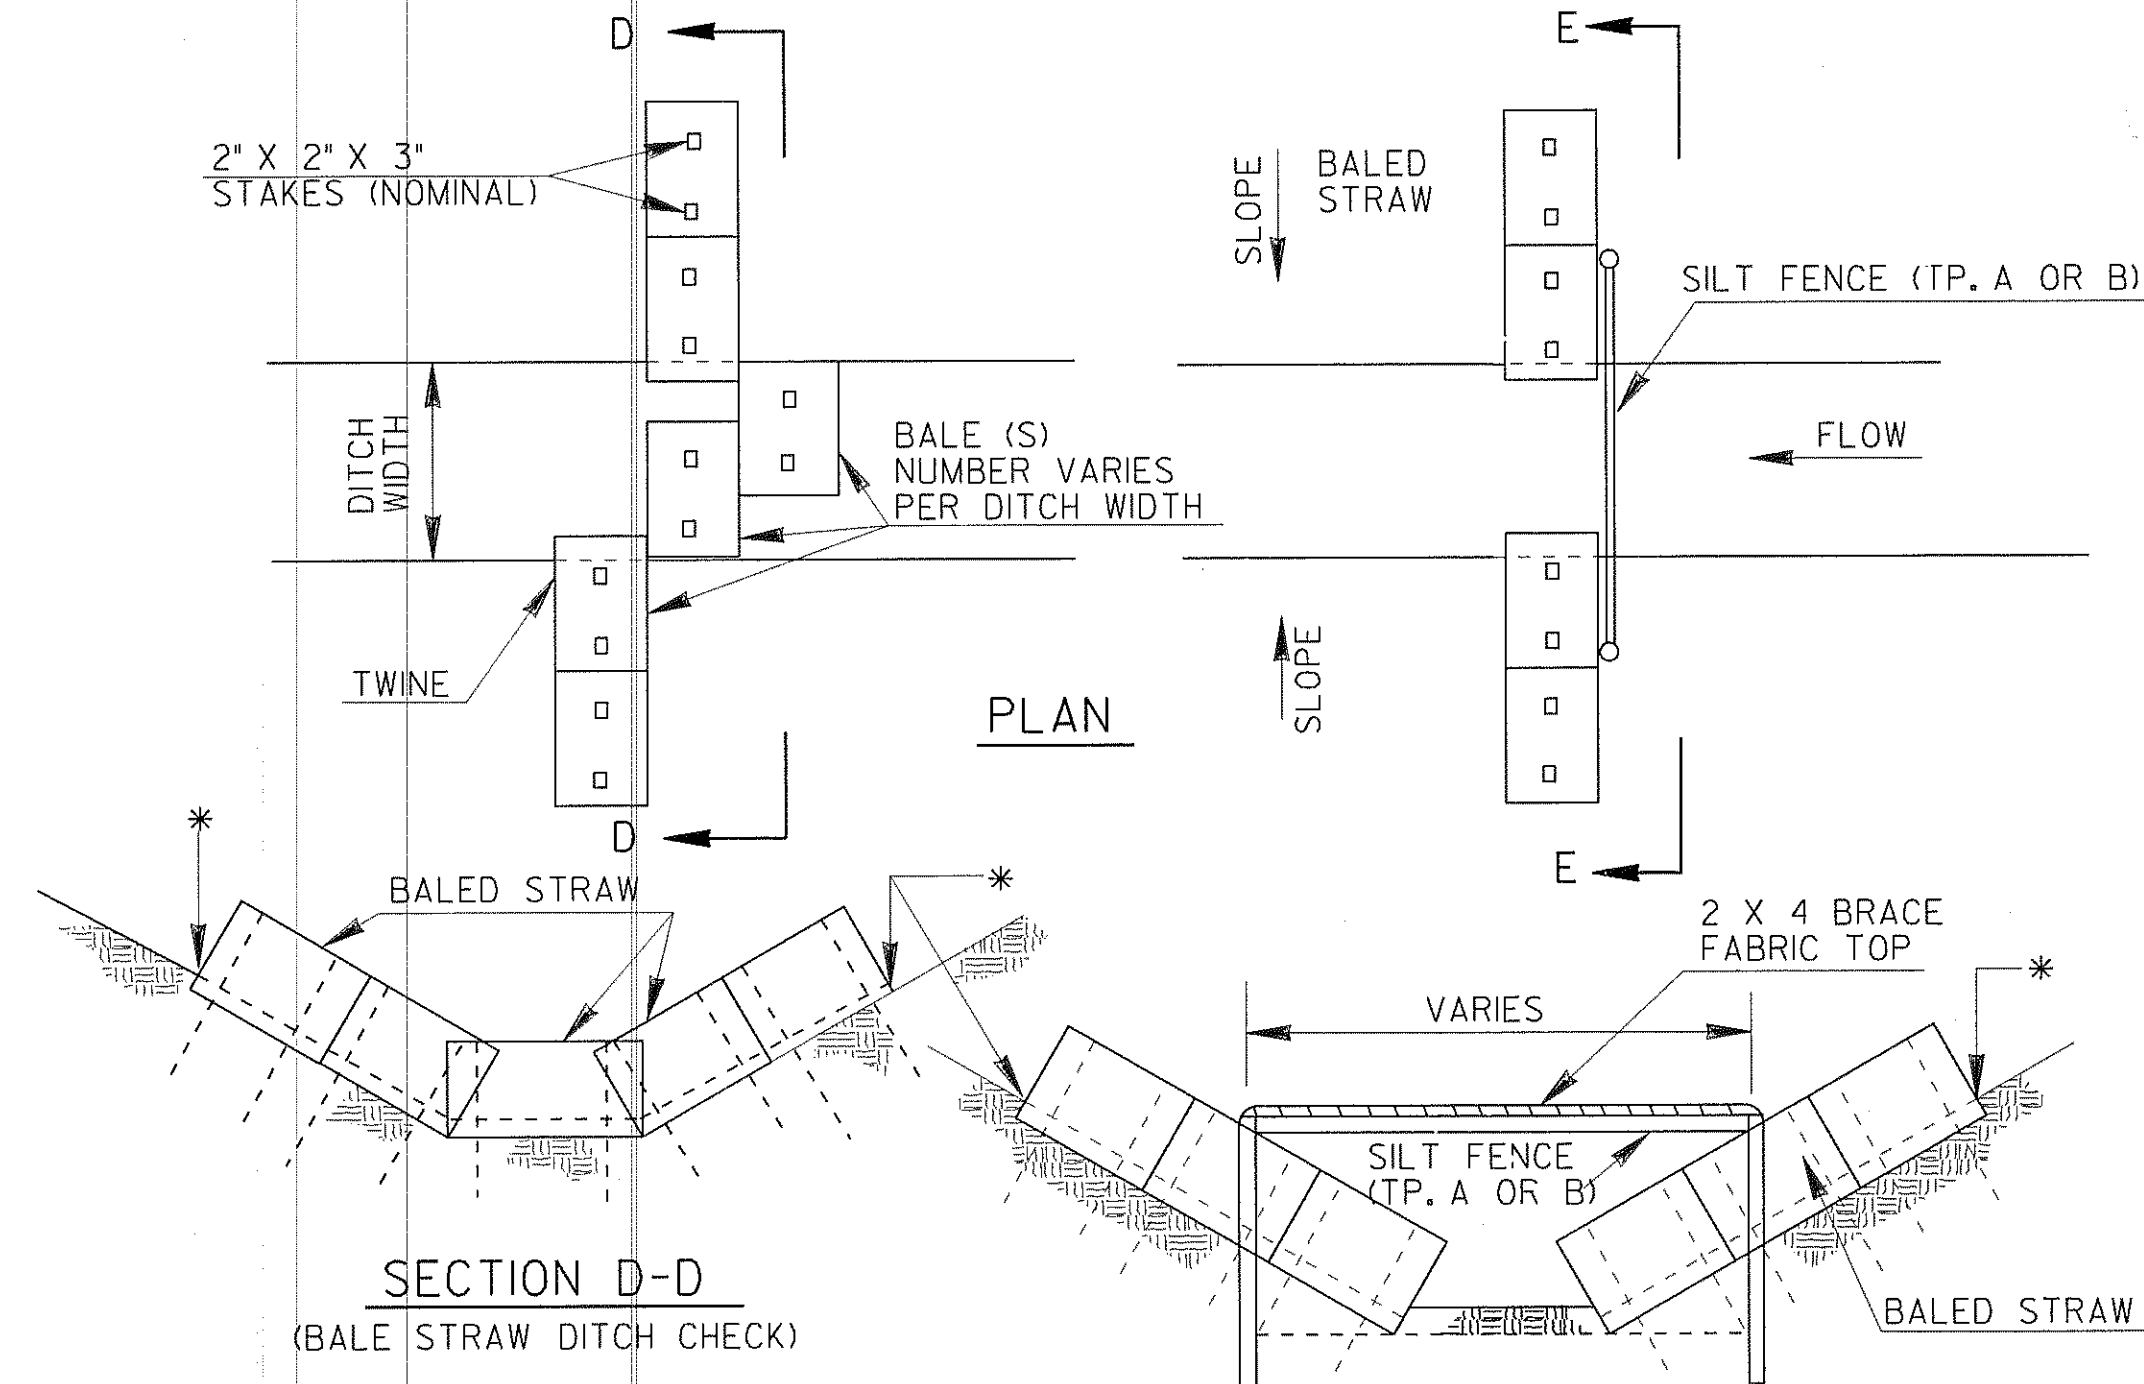 D
E
2" X 2" X 3"
STAKES (NOMINAL)
SLOPE
BALED
STRAW
SILT FENCE (TP. A OR B)
DITCH
WIDTH
BALE (S)
NUMBER VARIES
PER DITCH WIDTH
FLOW
TWINE
PLAN
SLOPE
D
E
*
BALED STRAW
*
2 X 4 BRACE
FABRIC TOP
*
VARIES
SILT FENCE
(TP. A OR B)
SECTION D-D
(BALE STRAW DITCH CHECK)
BALED STRAW